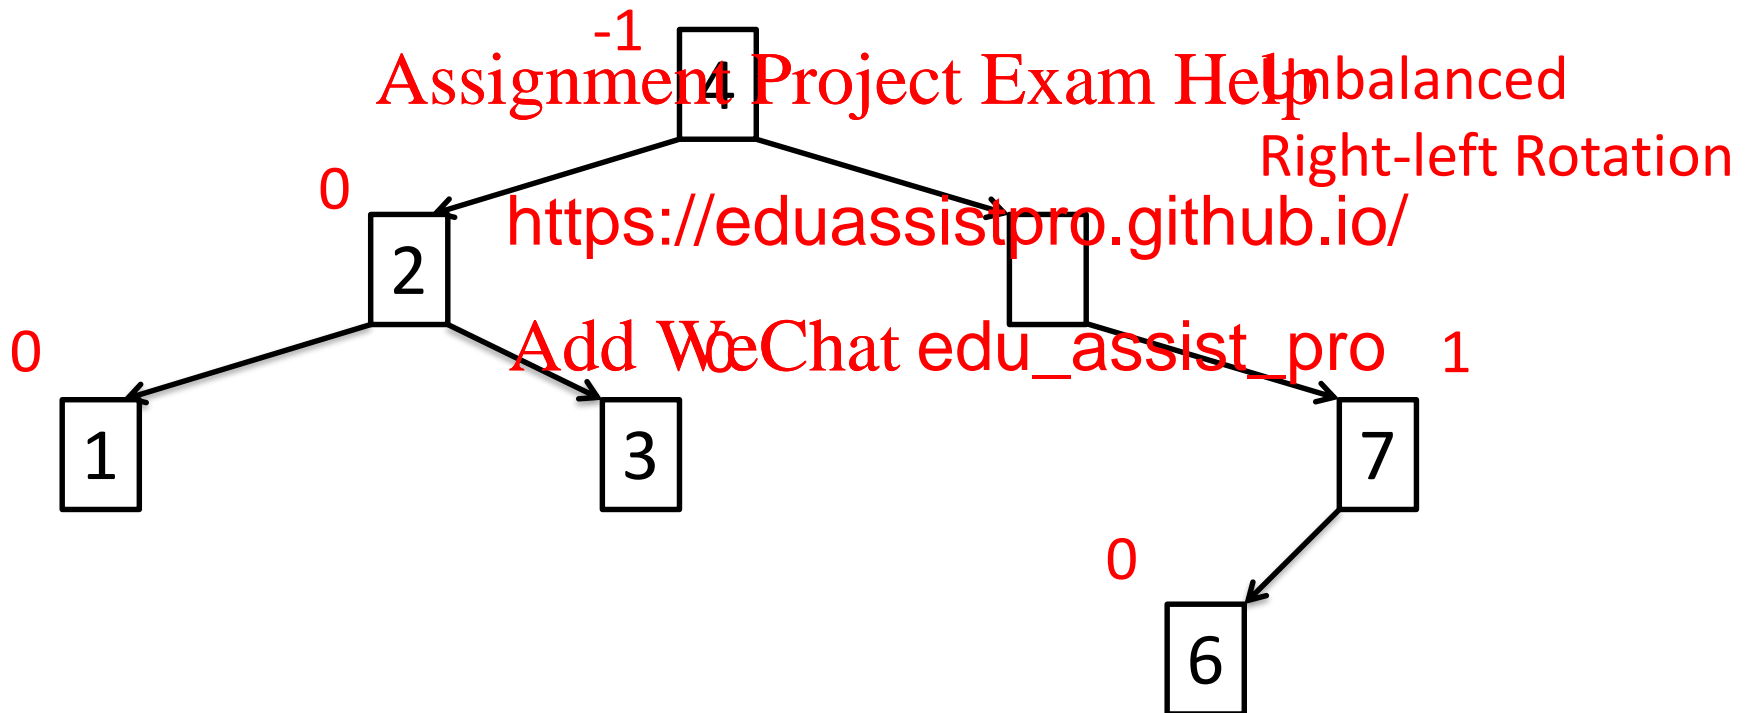 -1
4
Assignment Project Exam Help
Unbalanced
Right-left Rotation
0
https://eduassistpro.github.io/
2
0
Add WeChat edu_assist_pro
0
1
1
3
7
0
6